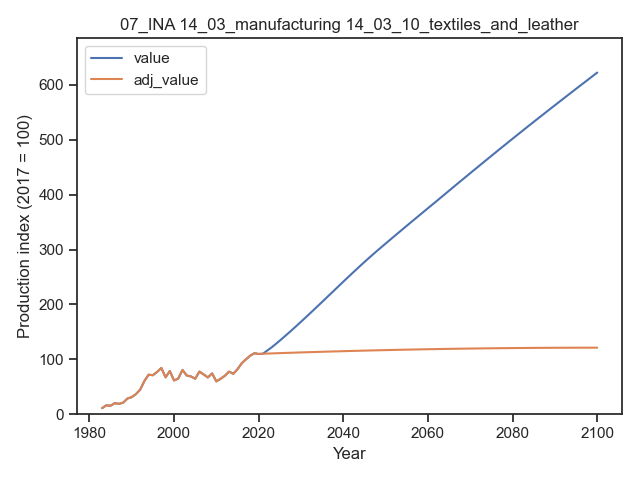 07_INA 14_03_manufacturing 14_03_10_textiles_and_leather
value
adj_value
Production index (2017 = 100)
600
500
400
300
200
100
0
1980 2000 2020 2040 2060 2080 2100
Year